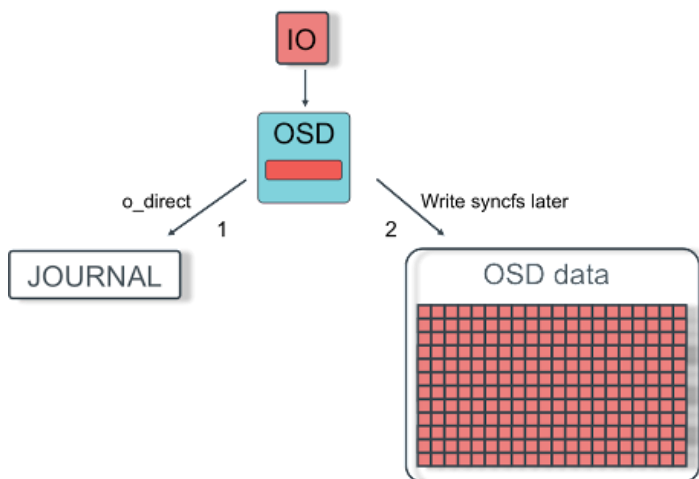 IO
OSD
o_direct
Write syncfs later
1
2
JOURNAL
OSD data